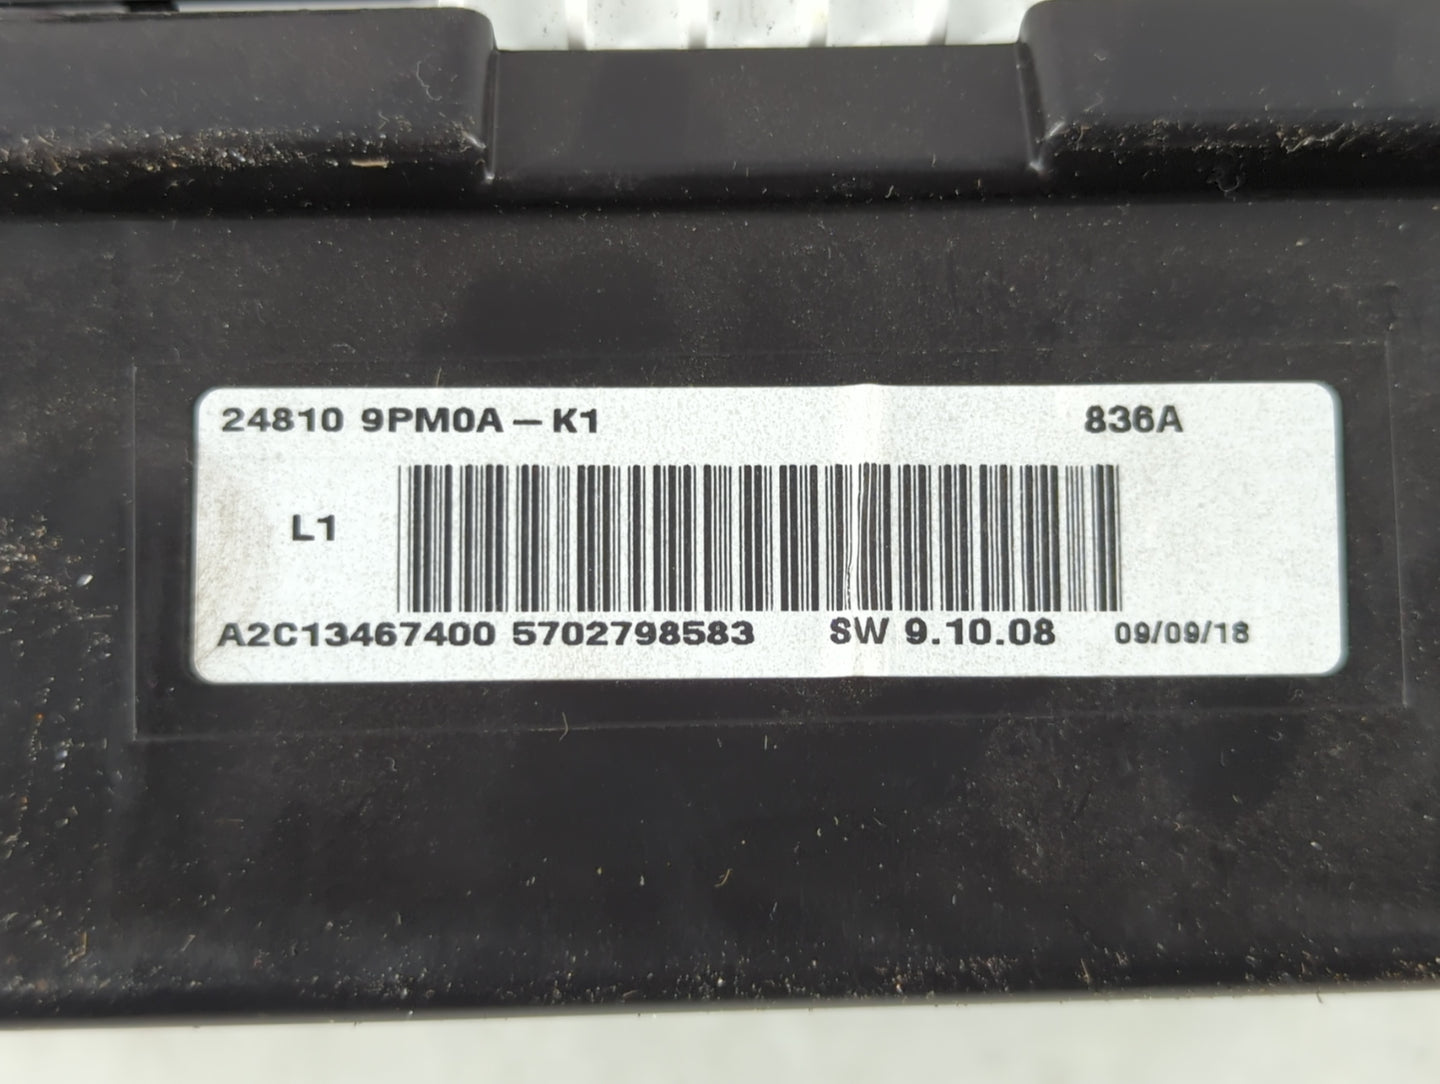 24810 9PM0A – K1 836A
L1
A2C13467400 5702798583 SW 9.10.08 09/09/18